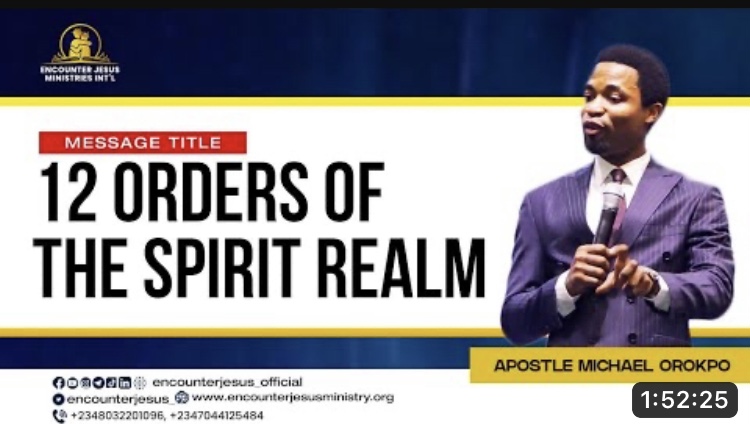 ENCOUNTER JESUS
MINISTRIES INT'L
MESSAGE TITLE
12 ORDERS OF
THE SPIRIT REALM
APOSTLE MICHAEL OROKPO
encounterjesus_official
encounterjesus_ www.encounterjesusministry.org
+2348032201096, +2347044125484
1:52:25